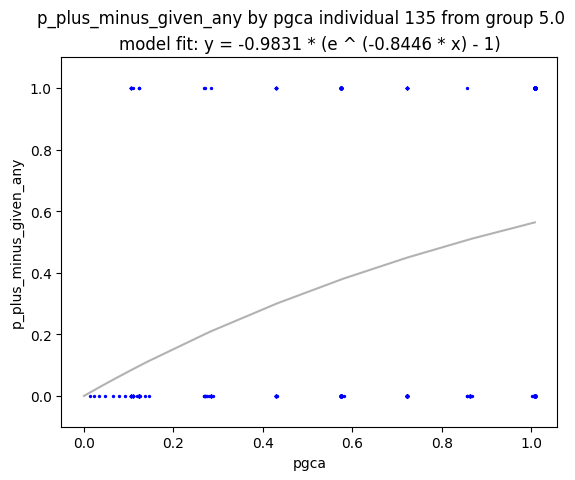 p_plus_minus_given_any by pgca individual 135 from group 5.0
model fit: y = -0.9831 * (e ^ (-0.8446 * x) - 1)
1.0
0.8
0.6
0.4
0.2
0.0
p_plus_minus_given_any
0.0 0.2 0.4 0.6 0.8 1.0
pgca